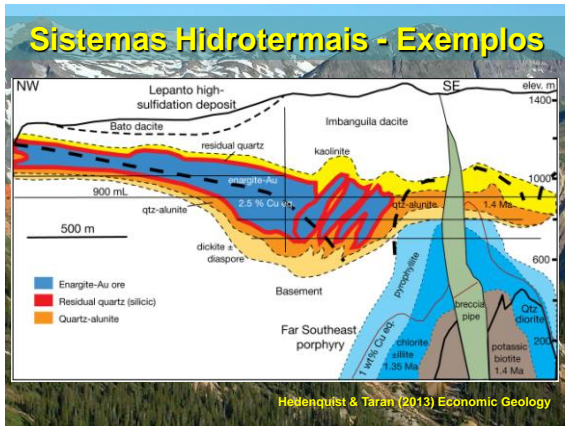 Sistemas Hidrotermais - Exemplos
NW
SE
elev. m
Lepanto high-
sulfidation deposit
1400
Bato dacite
Imbanguila dacite
residual quartz
kaolinite
enargite-Au
1000
900 mL
2.5 % Cu eq.
qtz-alunite
qtz-alunite
1.4 Ma
500 m
dickite ±
diaspore
600
Basement
pyrophyllite
Enargite-Au ore
Residual quartz (silicic)
Quartz-alunite
Far Southeast
porphyry
1 wt% Cu eq.
chlorite
±illite
1.35 Ma
breccia
pipe
Qtz
diorite
200
potassic
biotite
1.4 Ma
Hedenquist & Taran (2013) Economic Geology